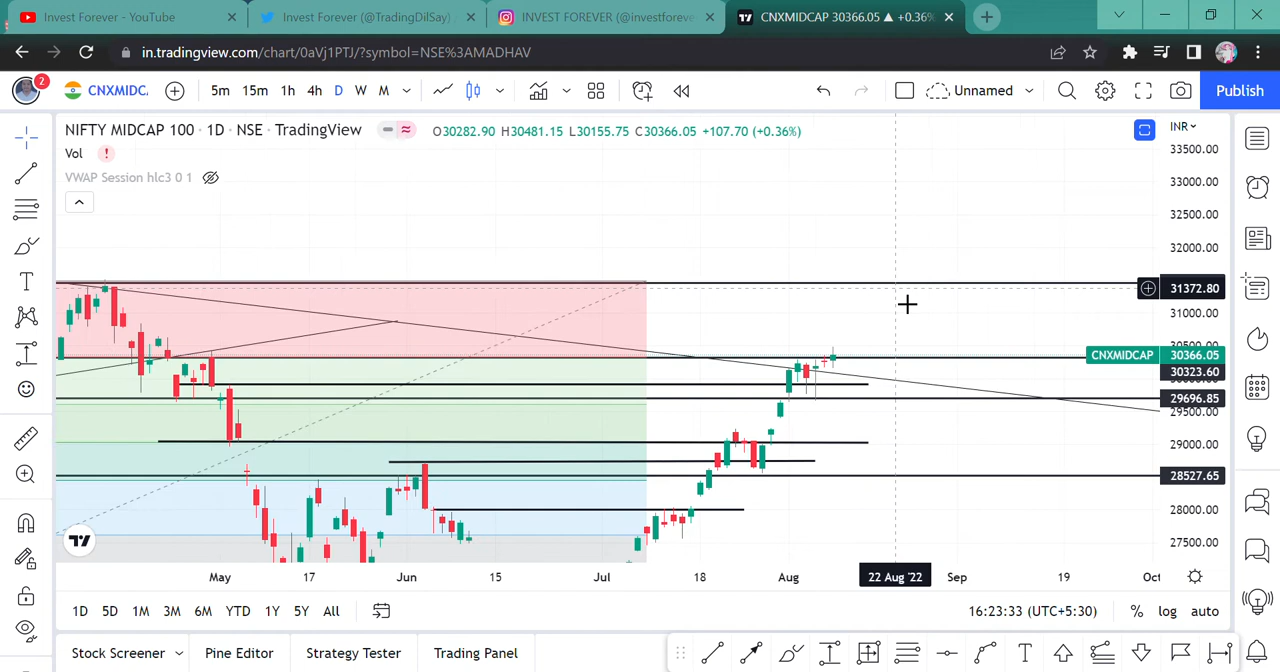 Invest Forever - YouTube
Invest Forever (@TradingDilSay)
INVEST FOREVER (@investforeve
CNXMIDCAP 30366.05 ▲ +0.36%
in.tradingview.com/chart/0aVj1PTJ/?symbol=NSE%3AMADHAV
2
CNXMIDC.
5m 15m 1h 4h D W M
Unnamed
Publish
NIFTY MIDCAP 100 · 1D · NSE · TradingView
O30282.90 H30481.15 L30155.75 C30366.05 +107.70 (+0.36%)
INR
Vol
VWAP Session hlc3 0 1
33500.00
33000.00
32500.00
32000.00
31372.80
31000.00
CNXMIDCAP 30366.05
30323.60
29696.85
29500.00
29000.00
28527.65
28000.00
27500.00
May 17 Jun 15 Jul 18 Aug 22 Aug '22 Sep 19 Oct
1D 5D 1M 3M 6M YTD 1Y 5Y All
16:23:33 (UTC+5:30)
% log auto
Stock Screener
Pine Editor
Strategy Tester
Trading Panel